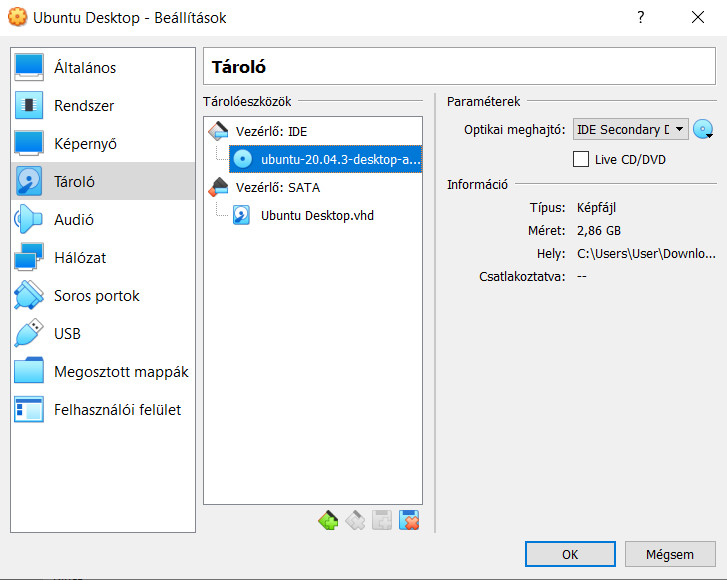 Ubuntu Desktop - Beállítások
?
Általános
Rendszer
Képernyő
Tároló
Audió
Hálózat
Soros portok
USB
Megosztott mappák
Felhasználói felület
Tároló
Tárolóeszközök
Vezérlő: IDE
ubuntu-20.04.3-desktop-a...
Vezérlő: SATA
Ubuntu Desktop.vhd
Paraméterek
Optikai meghajtó: IDE Secondary D
Live CD/DVD
Információ
Típus: Képfájl
Méret: 2,86 GB
Hely: C:\Users\User\Downlo...
Csatlakoztatva: --
OK
Mégsem